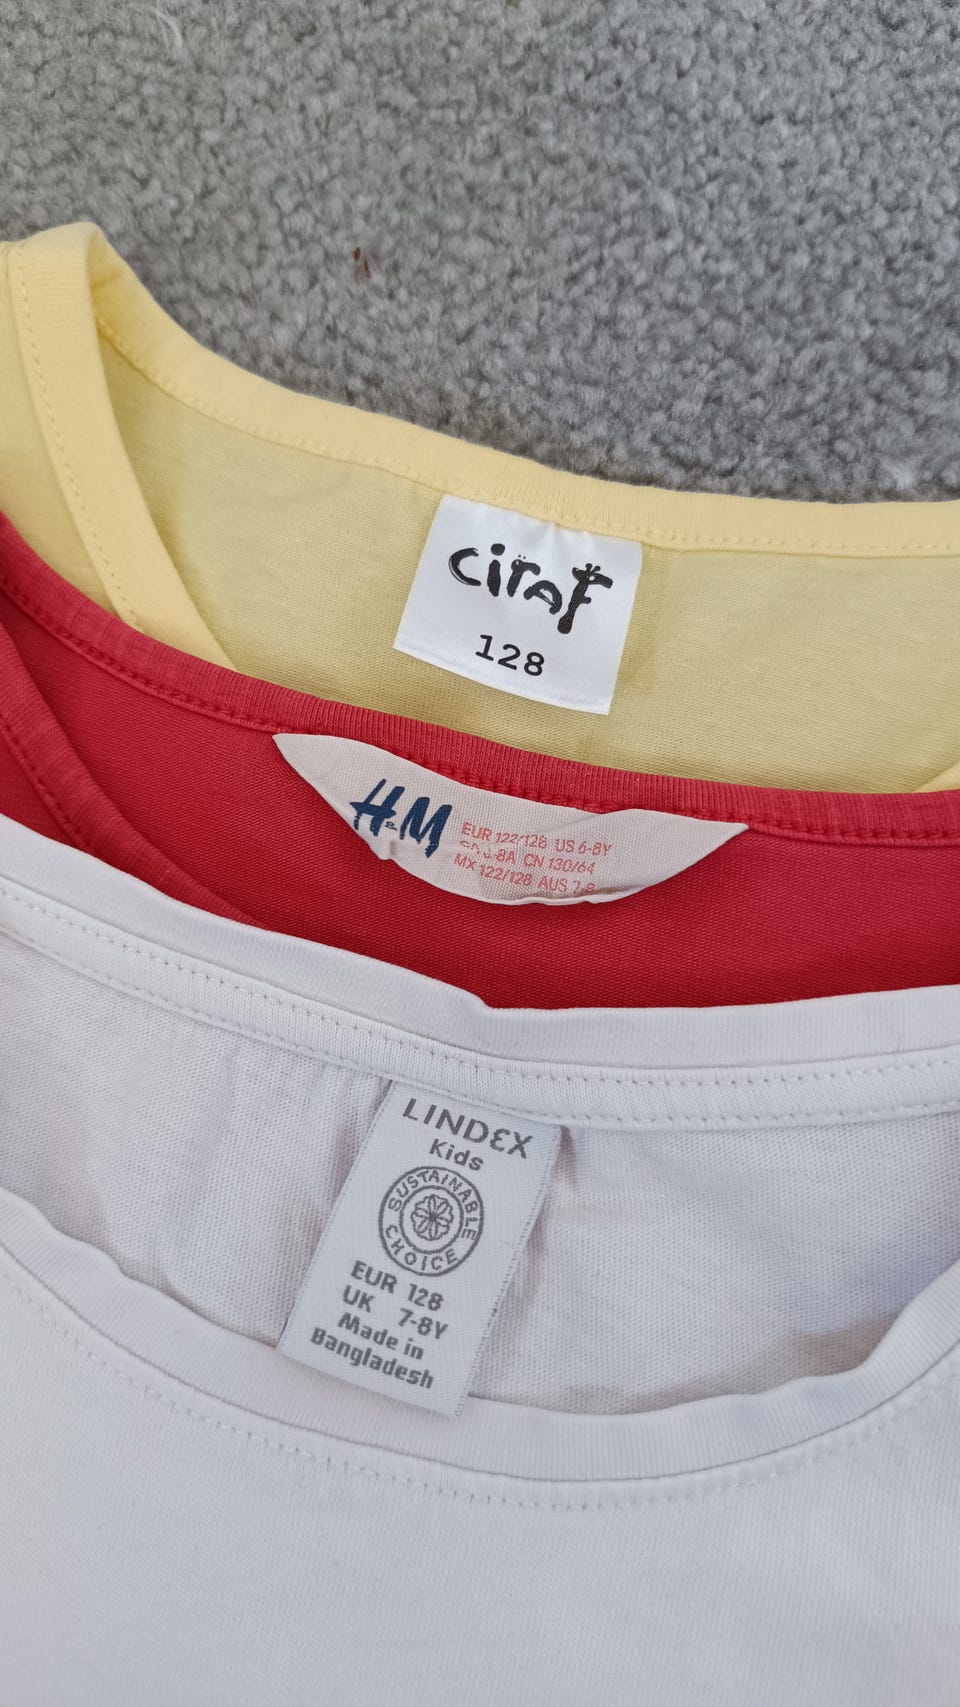 ciraf
128
H&M
EUR 122/128 US 6-8Y
-8A CN 130/64
MX 122/128 AUS
LINDEX
Kids
SUSTAINABLE
CHOICE
EUR 128
UK 7-8Y
Made in
Bangladesh